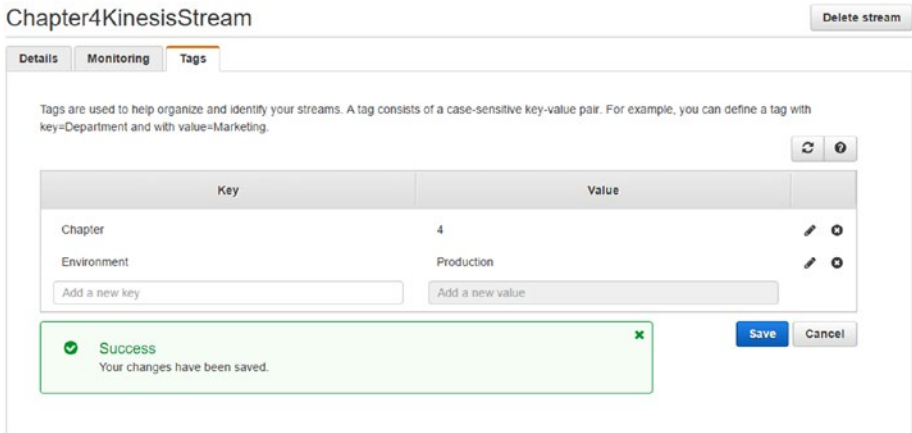 Chapter4KinesisStream
Delete stream
Details Monitoring Tags
Tags are used to help organize and identify your streams. A tag consists of a case-sensitive key-value pair. For example, you can define a tag with
key=Department and with value=Marketing.
Key Value
Chapter 4
Environment Production
Add a new key Add a new value
Success
Your changes have been saved.
Save Cancel